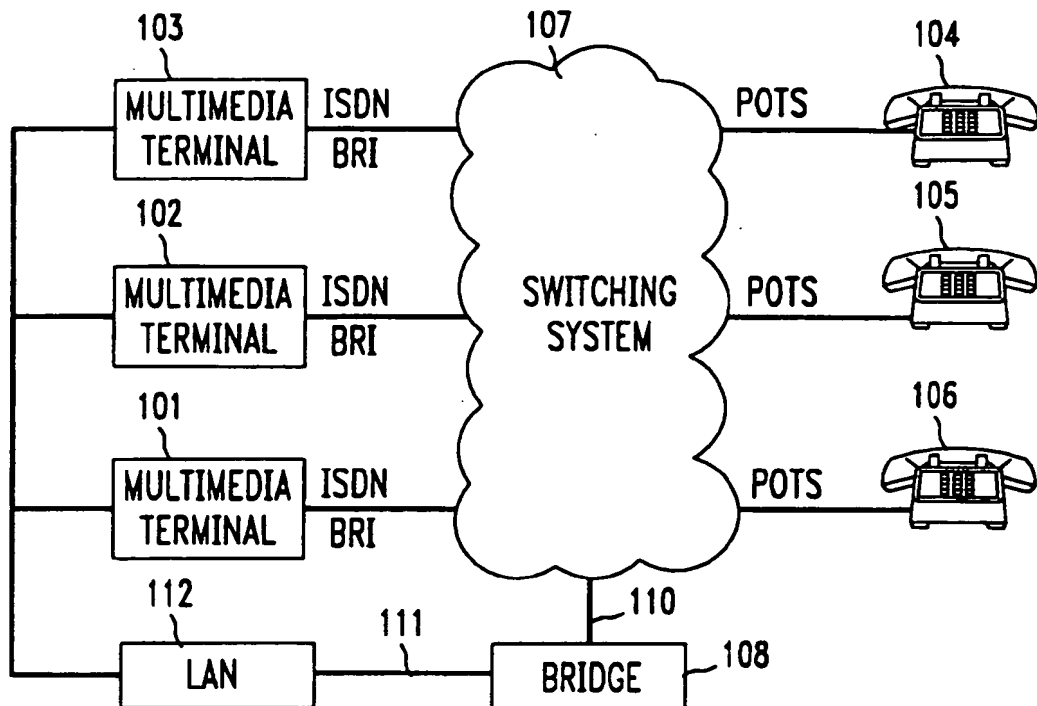 103
107
104
MULTIMEDIA
TERMINAL
ISDN
BRI
POTS
102
105
MULTIMEDIA
TERMINAL
ISDN
BRI
SWITCHING
SYSTEM
POTS
101
106
MULTIMEDIA
TERMINAL
ISDN
BRI
POTS
112
111
110
LAN
BRIDGE
108